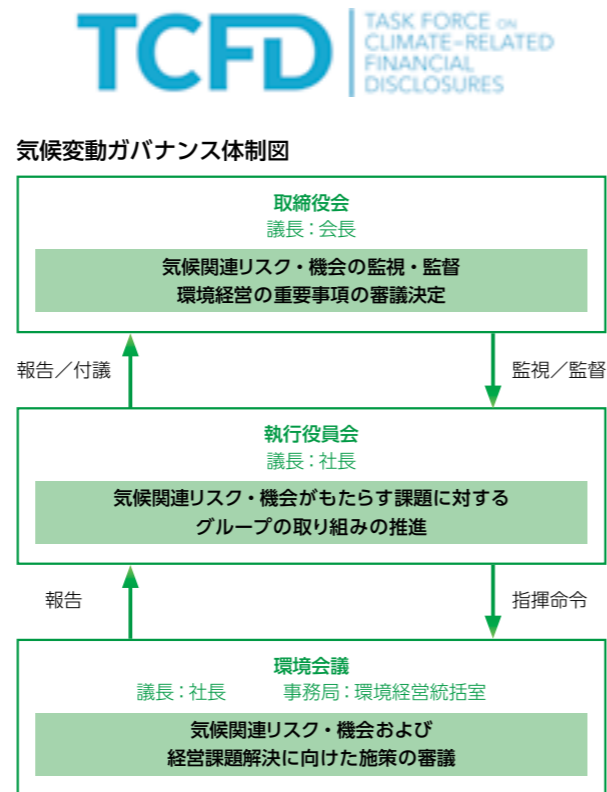 TCFD
TASK FORCE ON
CLIMATE-RELATED
FINANCIAL
DISCLOSURES
気候変動ガバナンス体制図
取締役会
議長：会長
気候関連リスク・機会の監視・監督
環境経営の重要事項の審議決定
報告／付議
監視／監督
執行役員会
議長：社長
気候関連リスク・機会がもたらす課題に対する
グループの取り組みの推進
報告
指揮命令
環境会議
議長：社長 事務局：環境経営統括室
気候関連リスク・機会および
経営課題解決に向けた施策の審議